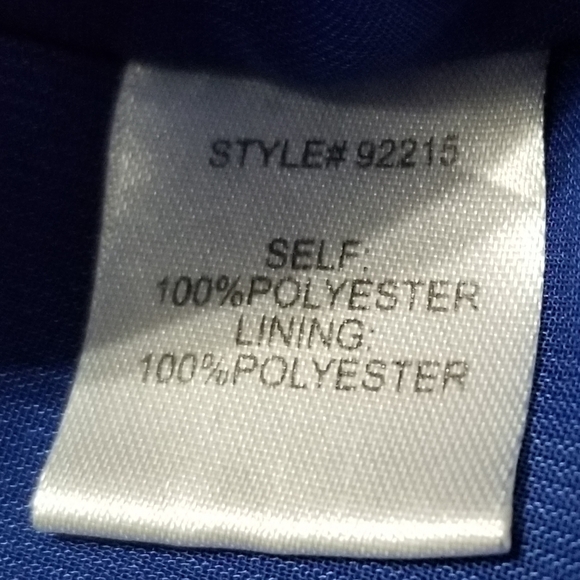 STYLE# 92215
SELF:
100%POLYESTER
LINING:
100%POLYESTER